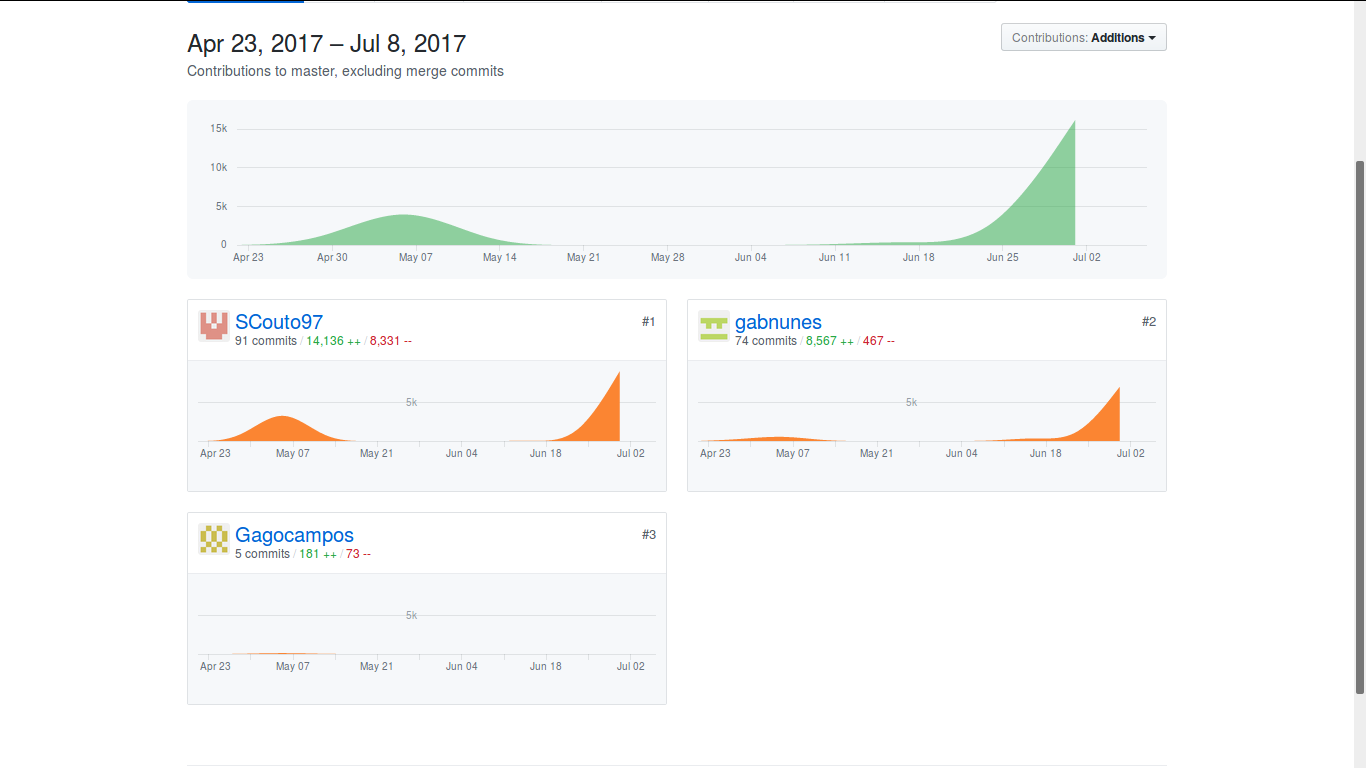 Apr 23, 2017 – Jul 8, 2017
Contributions: Additions
Contributions to master, excluding merge commits
15k
10k
5k
0
Apr 23 Apr 30 May 07 May 14 May 21 May 28 Jun 04 Jun 11 Jun 18 Jun 25 Jul 02
SCouto97 #1
91 commits / 14,136 ++ / 8,331 --
5k
Apr 23 May 07 May 21 Jun 04 Jun 18 Jul 02
gabnunes #2
74 commits / 8,567 ++ / 467 --
5k
Apr 23 May 07 May 21 Jun 04 Jun 18 Jul 02
Gagocampos #3
5 commits / 181 ++ / 73 --
5k
Apr 23 May 07 May 21 Jun 04 Jun 18 Jul 02